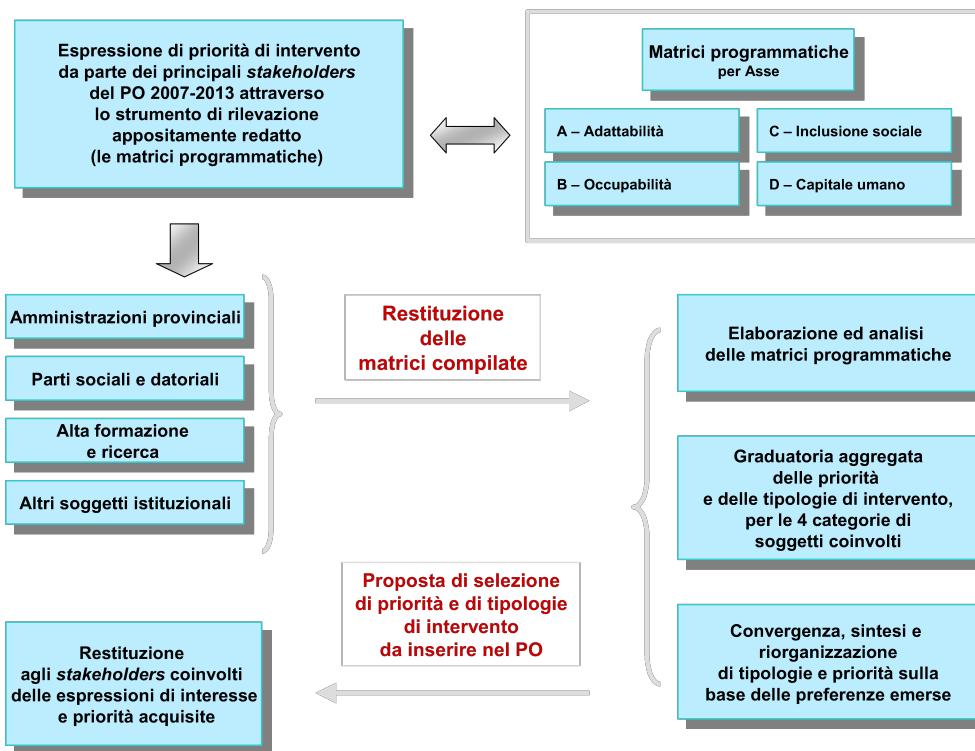 Espressione di priorità di intervento
da parte dei principali stakeholders
del PO 2007-2013 attraverso
lo strumento di rilevazione
appositamente redatto
(le matrici programmatiche)
Matrici programmatiche
per Asse
A – Adattabilità
C – Inclusione sociale
B – Occupabilità
D – Capitale umano
Amministrazioni provinciali
Parti sociali e datoriali
Alta formazione
e ricerca
Altri soggetti istituzionali
Restituzione
delle
matrici compilate
Elaborazione ed analisi
delle matrici programmatiche
Graduatoria aggregata
delle priorità
e delle tipologie di intervento,
per le 4 categorie di
soggetti coinvolti
Convergenza, sintesi e
riorganizzazione
di tipologie e priorità sulla
base delle preferenze emerse
Proposta di selezione
di priorità e di tipologie
di intervento
da inserire nel PO
Restituzione
agli stakeholders coinvolti
delle espressioni di interesse
e priorità acquisite